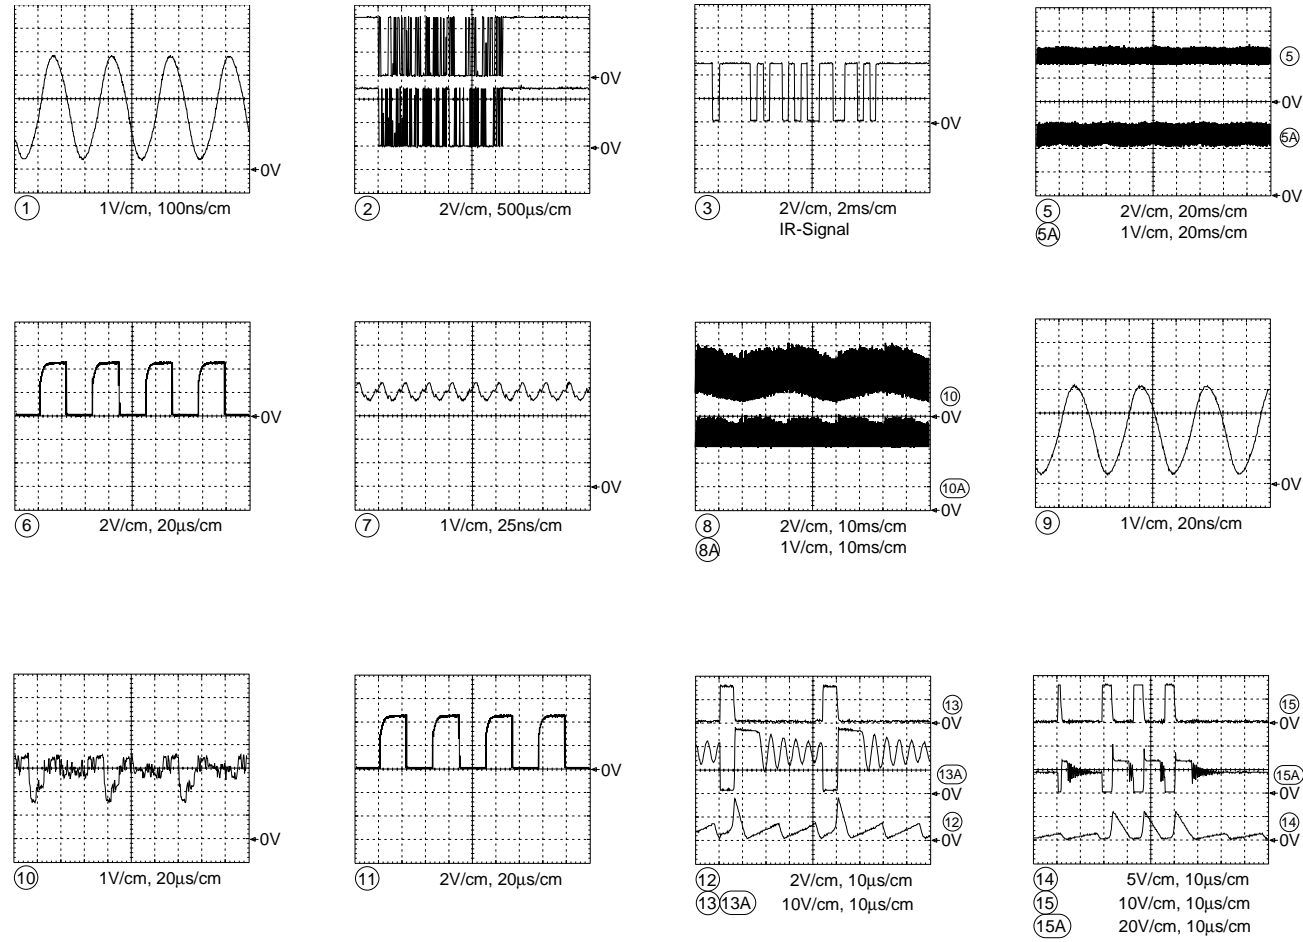 0V
1 1V/cm, 100ns/cm
0V
0V
2 2V/cm, 500µs/cm
0V
3 2V/cm, 2ms/cm
IR-Signal
5
0V
5A
0V
5 2V/cm, 20ms/cm
5A 1V/cm, 20ms/cm
0V
6 2V/cm, 20µs/cm
0V
7 1V/cm, 25ns/cm
10
0V
10A
0V
8 2V/cm, 10ms/cm
8A 1V/cm, 10ms/cm
0V
9 1V/cm, 20ns/cm
0V
10 1V/cm, 20µs/cm
0V
11 2V/cm, 20µs/cm
13
0V
13A
0V
12
0V
12 2V/cm, 10µs/cm
13 13A 10V/cm, 10µs/cm
15
0V
15A
0V
14
0V
14 5V/cm, 10µs/cm
15 10V/cm, 10µs/cm
15A 20V/cm, 10µs/cm